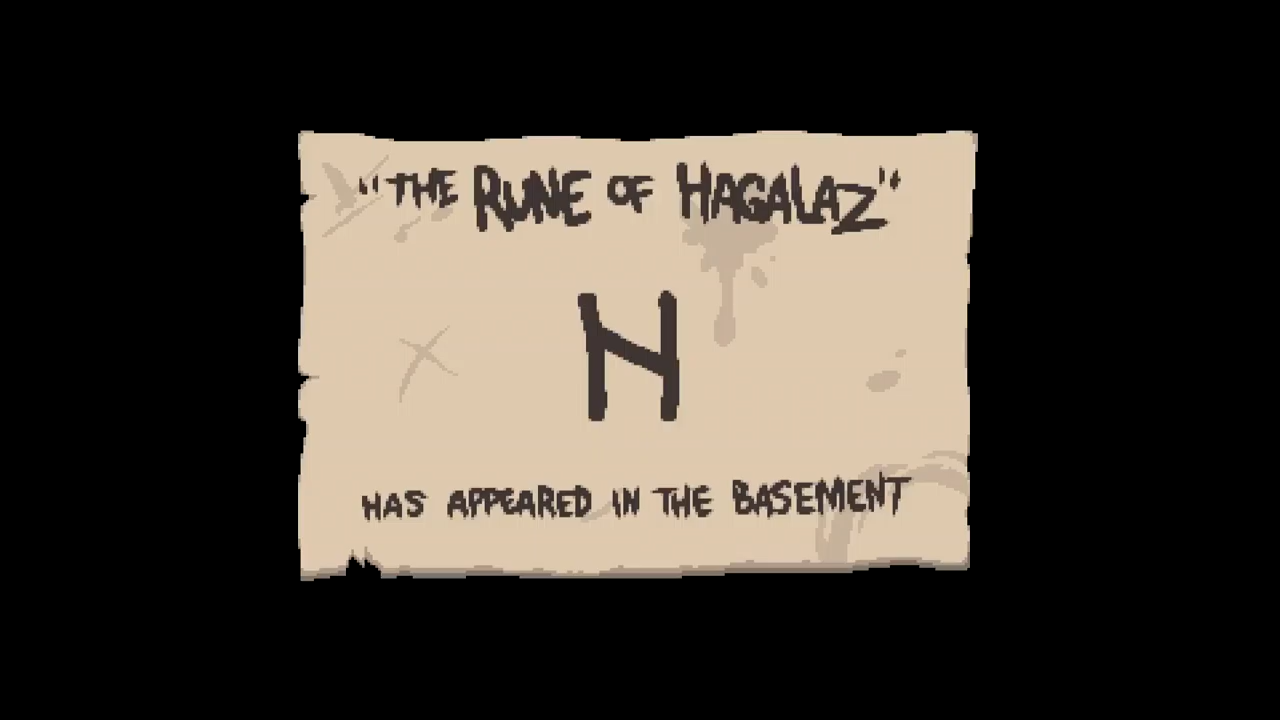 "THE RUNE OF HAGALAZ"
HAS APPEARED IN THE BASEMENT